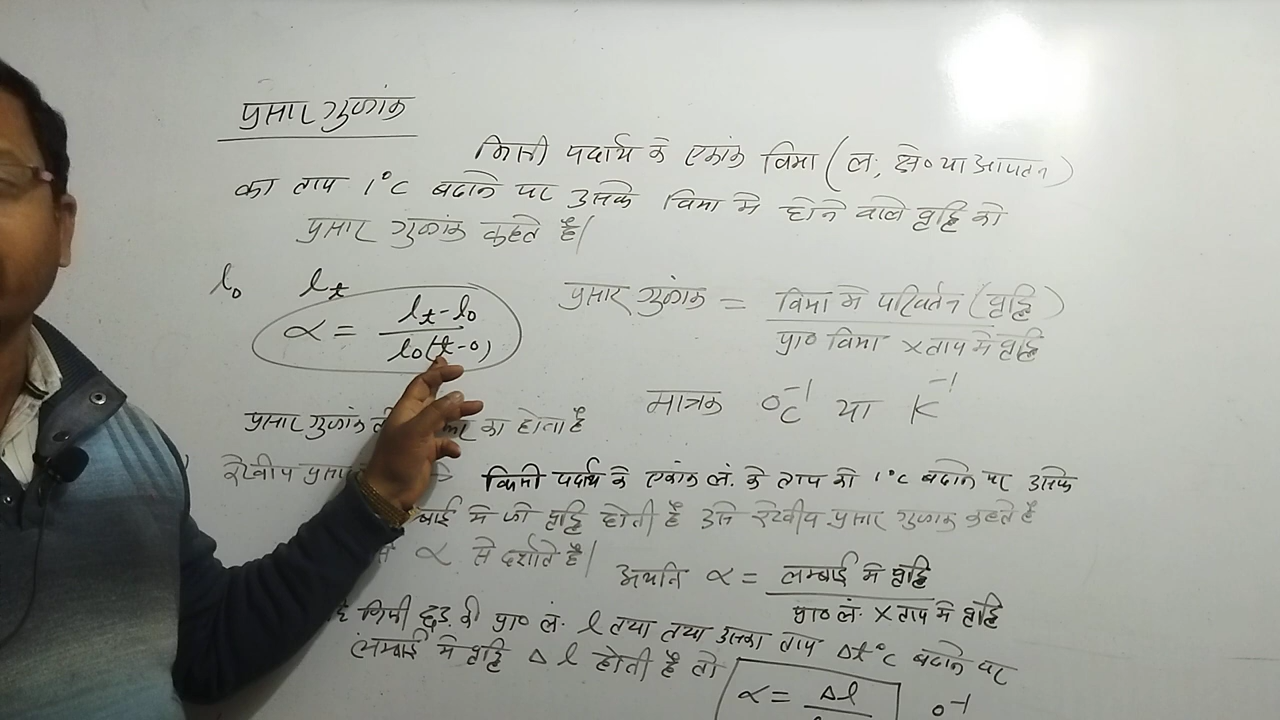 प्रसार गुणांक
किसी पदार्थ के एकांक विमा (लं; क्षे० या आयतन)
का ताप 1°C बढाने पर उसके विमा मे होने वाले वृद्धि को
प्रसार गुणांक कहते है|
l₀ lₜ
α = (lₜ - l₀) / (l₀(t-0))
प्रसार गुणांक = विमा मे परिवर्तन (वृद्धि) / प्रा० विमा × ताप मे वृद्धि
मात्रक °C⁻¹ या K⁻¹
प्रसार गुणांक का होता है
रेखीय किसी पदार्थ के एकांक लं. के ताप को 1°C बढाने पर उसके
मे जो वृद्धि होती है उसे रेखीय प्रसार गुणांक कहते है
α से दर्शाते है|
अर्थात α = लम्बाई मे वृद्धि / प्रा० लं. × ताप मे वृद्धि
किसी छड़ की प्रा० लं. l तथा तथा उसका ताप Δt°C बढाने पर
लम्बाई मे वृद्धि Δl होती है तो
α = Δl